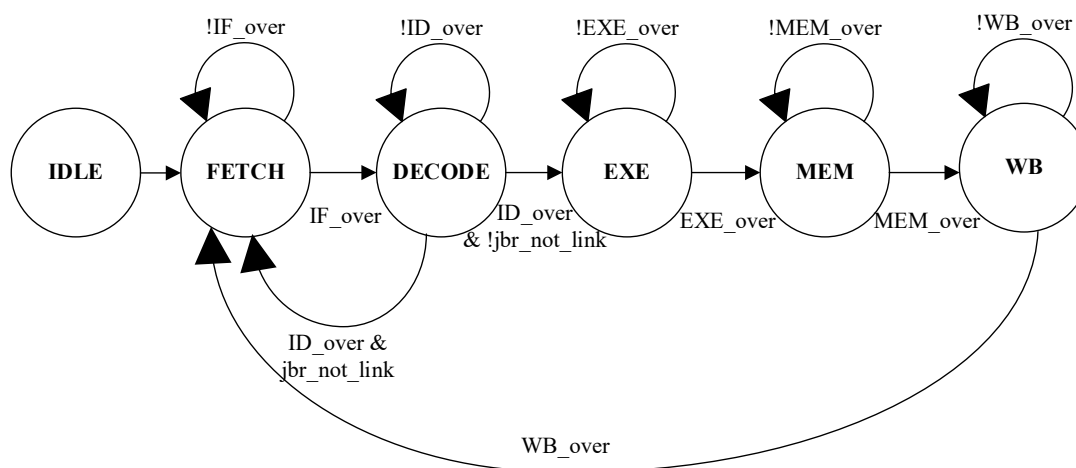 !IF_over
!ID_over
!EXE_over
!MEM_over
!WB_over
IDLE
FETCH
DECODE
EXE
MEM
WB
IF_over
ID_over
& !jbr_not_link
EXE_over
MEM_over
ID_over &
jbr_not_link
WB_over